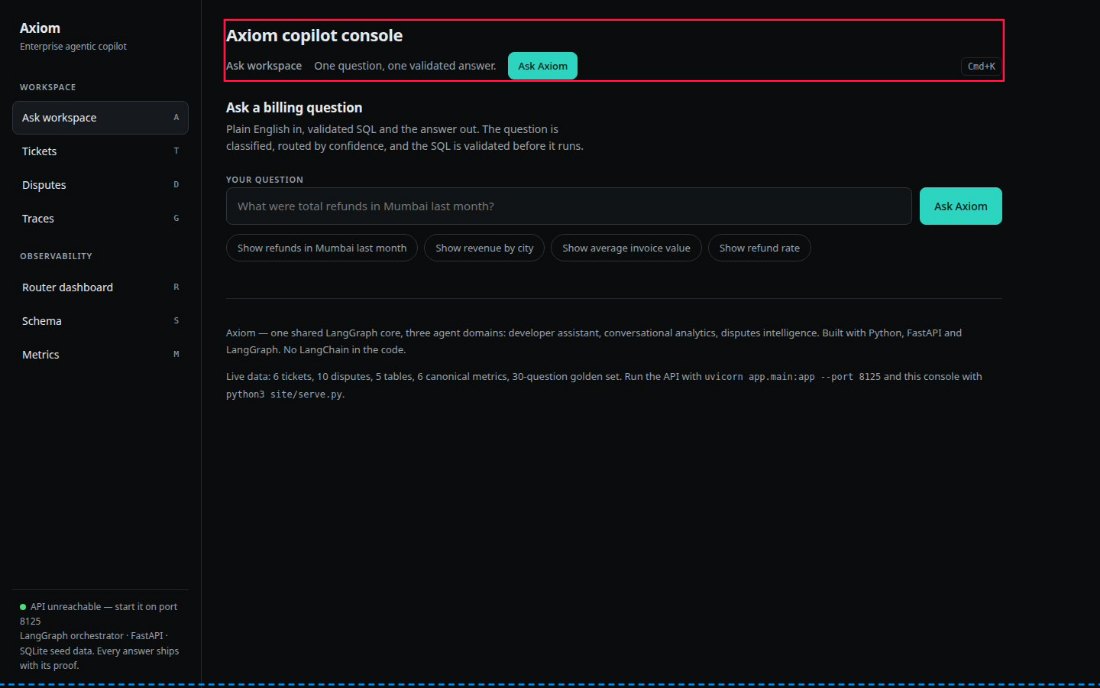 Axiom
Enterprise agentic copilot
WORKSPACE
Ask workspace A
Tickets T
Disputes D
Traces G
OBSERVABILITY
Router dashboard R
Schema S
Metrics M
API unreachable — start it on port
8125
LangGraph orchestrator · FastAPI ·
SQLite seed data. Every answer ships
with its proof.
Axiom copilot console
Ask workspace One question, one validated answer. Ask Axiom Cmd+K
Ask a billing question
Plain English in, validated SQL and the answer out. The question is
classified, routed by confidence, and the SQL is validated before it runs.
YOUR QUESTION
What were total refunds in Mumbai last month? Ask Axiom
Show refunds in Mumbai last month Show revenue by city Show average invoice value Show refund rate
Axiom — one shared LangGraph core, three agent domains: developer assistant, conversational analytics, disputes intelligence. Built with Python, FastAPI and
LangGraph. No LangChain in the code.
Live data: 6 tickets, 10 disputes, 5 tables, 6 canonical metrics, 30-question golden set. Run the API with uvicorn app.main:app --port 8125 and this console with
python3 site/serve.py.